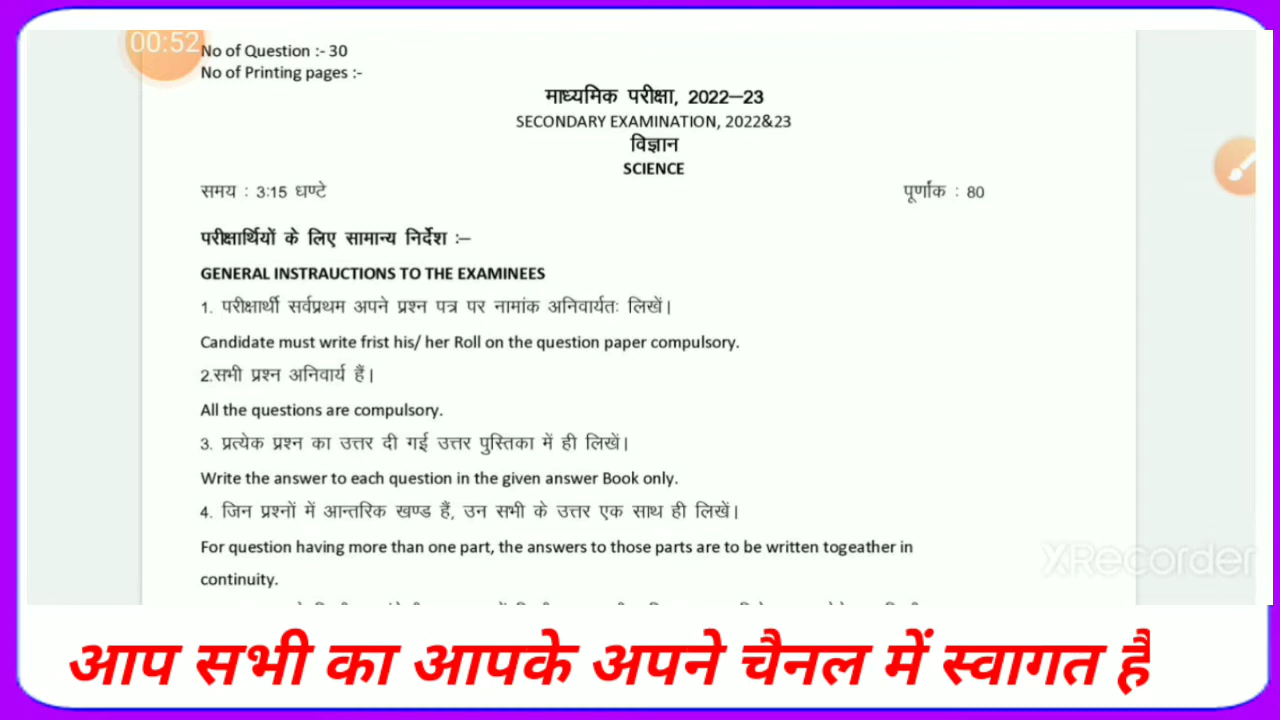 00:52
No of Question :- 30
No of Printing pages :-
माध्यमिक परीक्षा, 2022–23
SECONDARY EXAMINATION, 2022&23
विज्ञान
SCIENCE
समय : 3:15 धण्टे
पूर्णांक : 80
परीक्षार्थियों के लिए सामान्य निर्देश :–
GENERAL INSTRAUCTIONS TO THE EXAMINEES
1. परीक्षार्थी सर्वप्रथम अपने प्रश्न पत्र पर नामांक अनिवार्यतः लिखें।
Candidate must write frist his/ her Roll on the question paper compulsory.
2.सभी प्रश्न अनिवार्य हैं।
All the questions are compulsory.
3. प्रत्येक प्रश्न का उत्तर दी गई उत्तर पुस्तिका में ही लिखें।
Write the answer to each question in the given answer Book only.
4. जिन प्रश्नों में आन्तरिक खण्ड हैं, उन सभी के उत्तर एक साथ ही लिखें।
For question having more than one part, the answers to those parts are to be written togeather in
continuity.
XRecorder
आप सभी का आपके अपने चैनल में स्वागत है